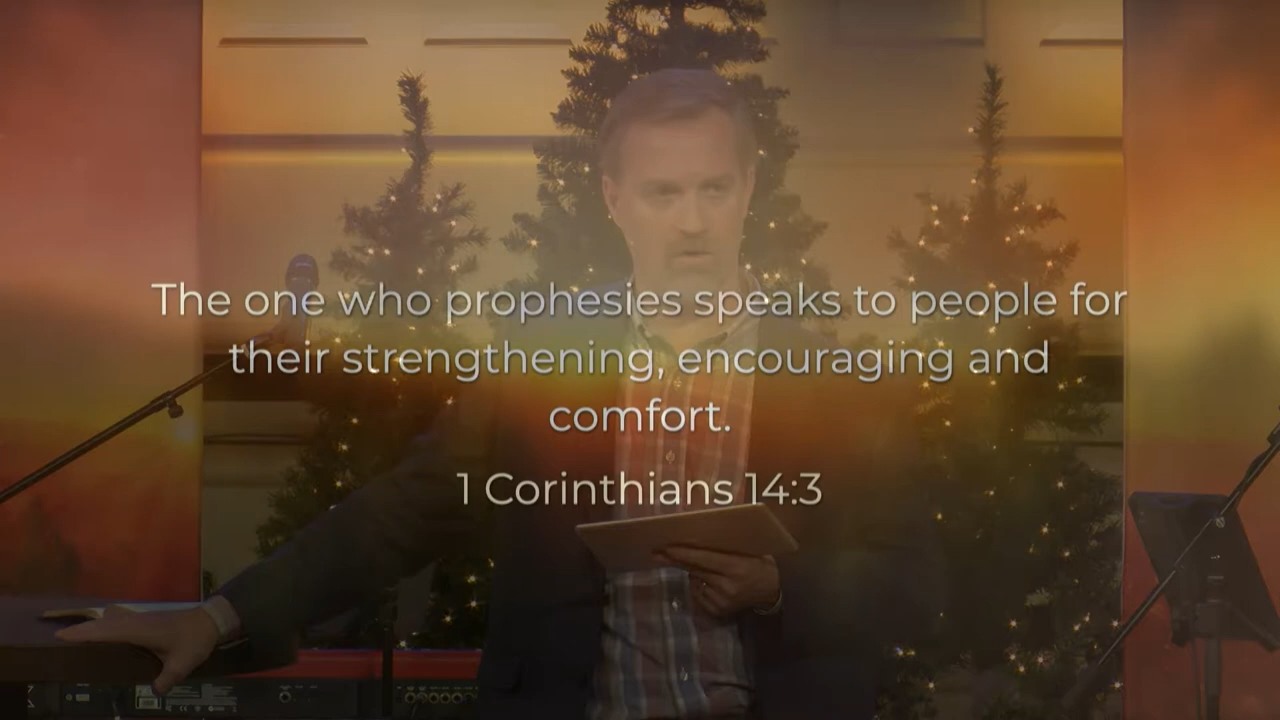 The one who prophesies speaks to people for
their strengthening, encouraging and
comfort.
1 Corinthians 14:3